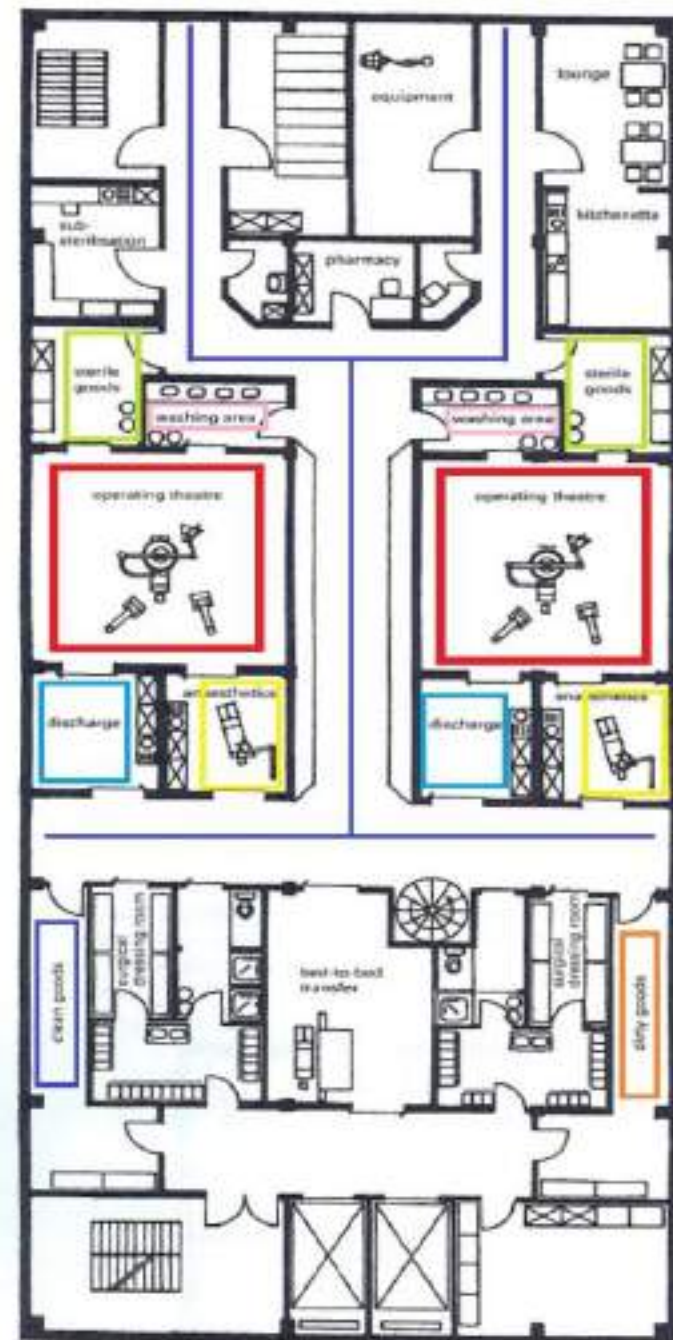 lounge
equipment
kitchenette
sub-
sterilisation
pharmacy
sterile
goods
washing area
washing area
sterile
goods
operating theatre
operating theatre
discharge
anaesthetics
discharge
anaesthetics
clean goods
surgical
dressing room
bed-to-bed
transfer
surgical
dressing room
dirty goods